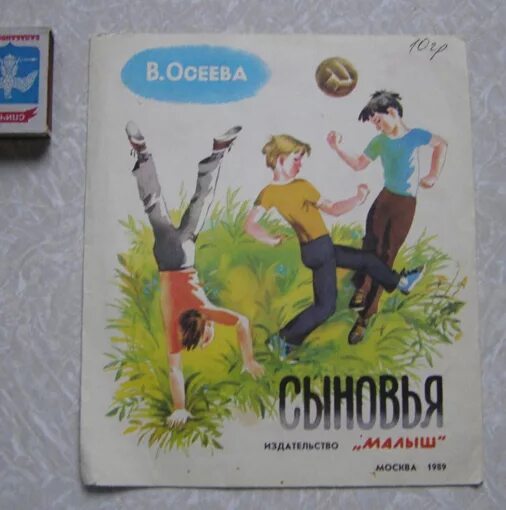 10гр
В. Осеева
СЫНОВЬЯ
ИЗДАТЕЛЬСТВО „МАЛЫШ"
МОСКВА 1989